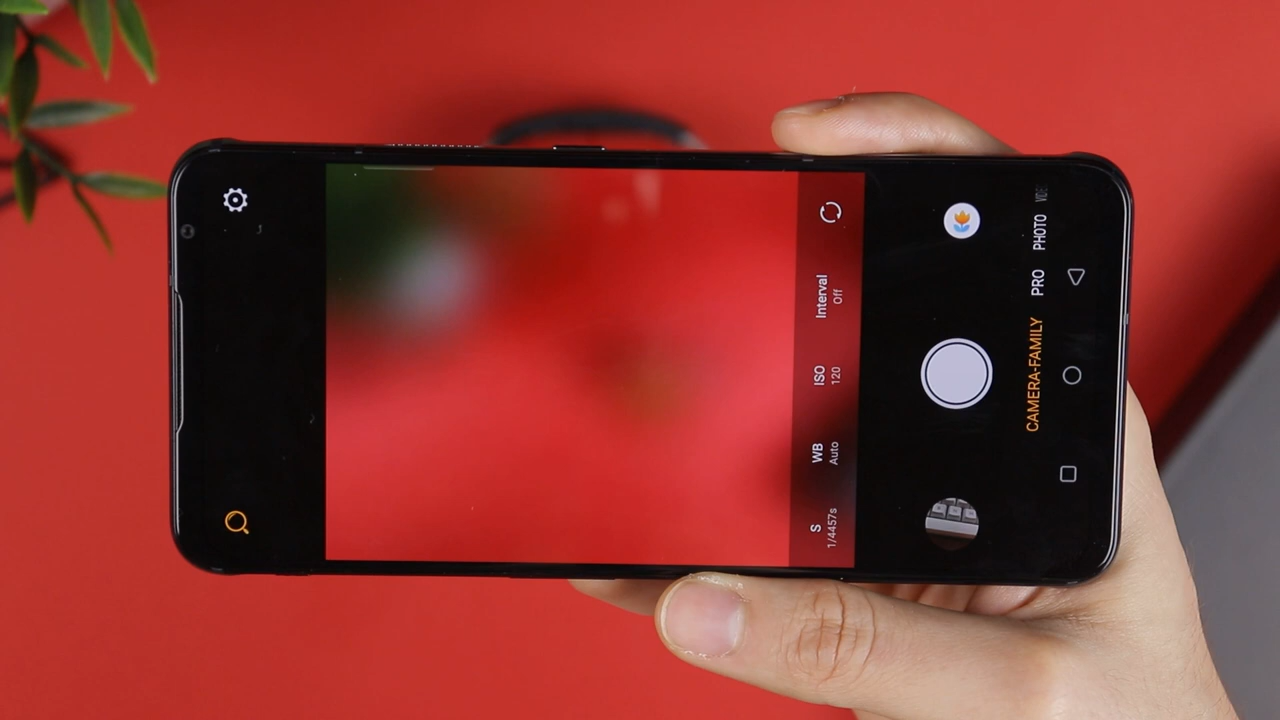 S
1/4457s
WB
Auto
ISO
120
Interval
Off
CAMERA-FAMILY
PRO
PHOTO